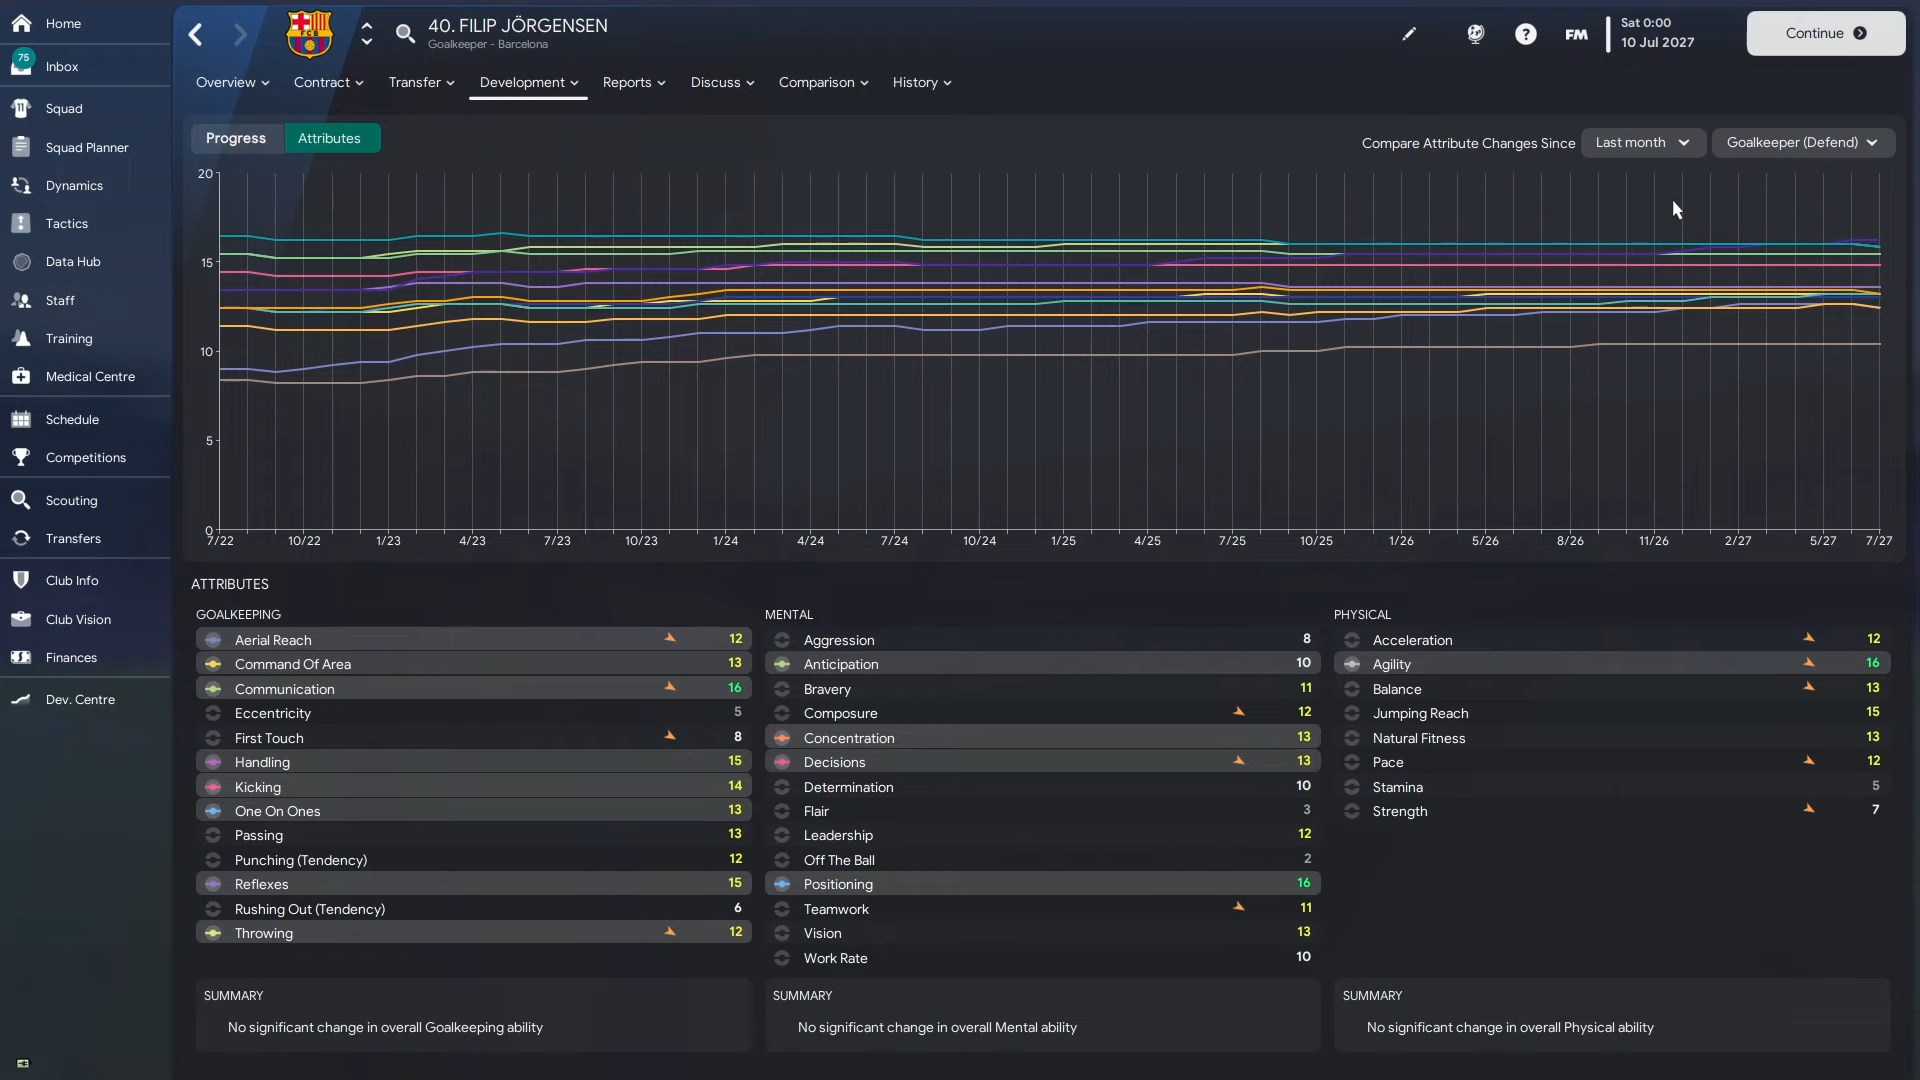 Home
75
Inbox
Squad
Squad Planner
Dynamics
Tactics
Data Hub
Staff
Training
Medical Centre
Schedule
Competitions
Scouting
Transfers
Club Info
Club Vision
Finances
Dev. Centre
40. FILIP JÖRGENSEN
Goalkeeper - Barcelona
FM
Sat 0:00
10 Jul 2027
Continue
Overview Contract Transfer Development Reports Discuss Comparison History
Progress Attributes
Compare Attribute Changes Since Last month Goalkeeper (Defend)
20
15
10
5
0
7/22 10/22 1/23 4/23 7/23 10/23 1/24 4/24 7/24 10/24 1/25 4/25 7/25 10/25 1/26 5/26 8/26 11/26 2/27 5/27 7/27
ATTRIBUTES
GOALKEEPING
Aerial Reach 12
Command Of Area 13
Communication 16
Eccentricity 5
First Touch 8
Handling 15
Kicking 14
One On Ones 13
Passing 13
Punching (Tendency) 12
Reflexes 15
Rushing Out (Tendency) 6
Throwing 12
SUMMARY
No significant change in overall Goalkeeping ability
MENTAL
Aggression 8
Anticipation 10
Bravery 11
Composure 12
Concentration 13
Decisions 13
Determination 10
Flair 3
Leadership 12
Off The Ball 2
Positioning 16
Teamwork 11
Vision 13
Work Rate 10
SUMMARY
No significant change in overall Mental ability
PHYSICAL
Acceleration 12
Agility 16
Balance 13
Jumping Reach 15
Natural Fitness 13
Pace 12
Stamina 5
Strength 7
SUMMARY
No significant change in overall Physical ability